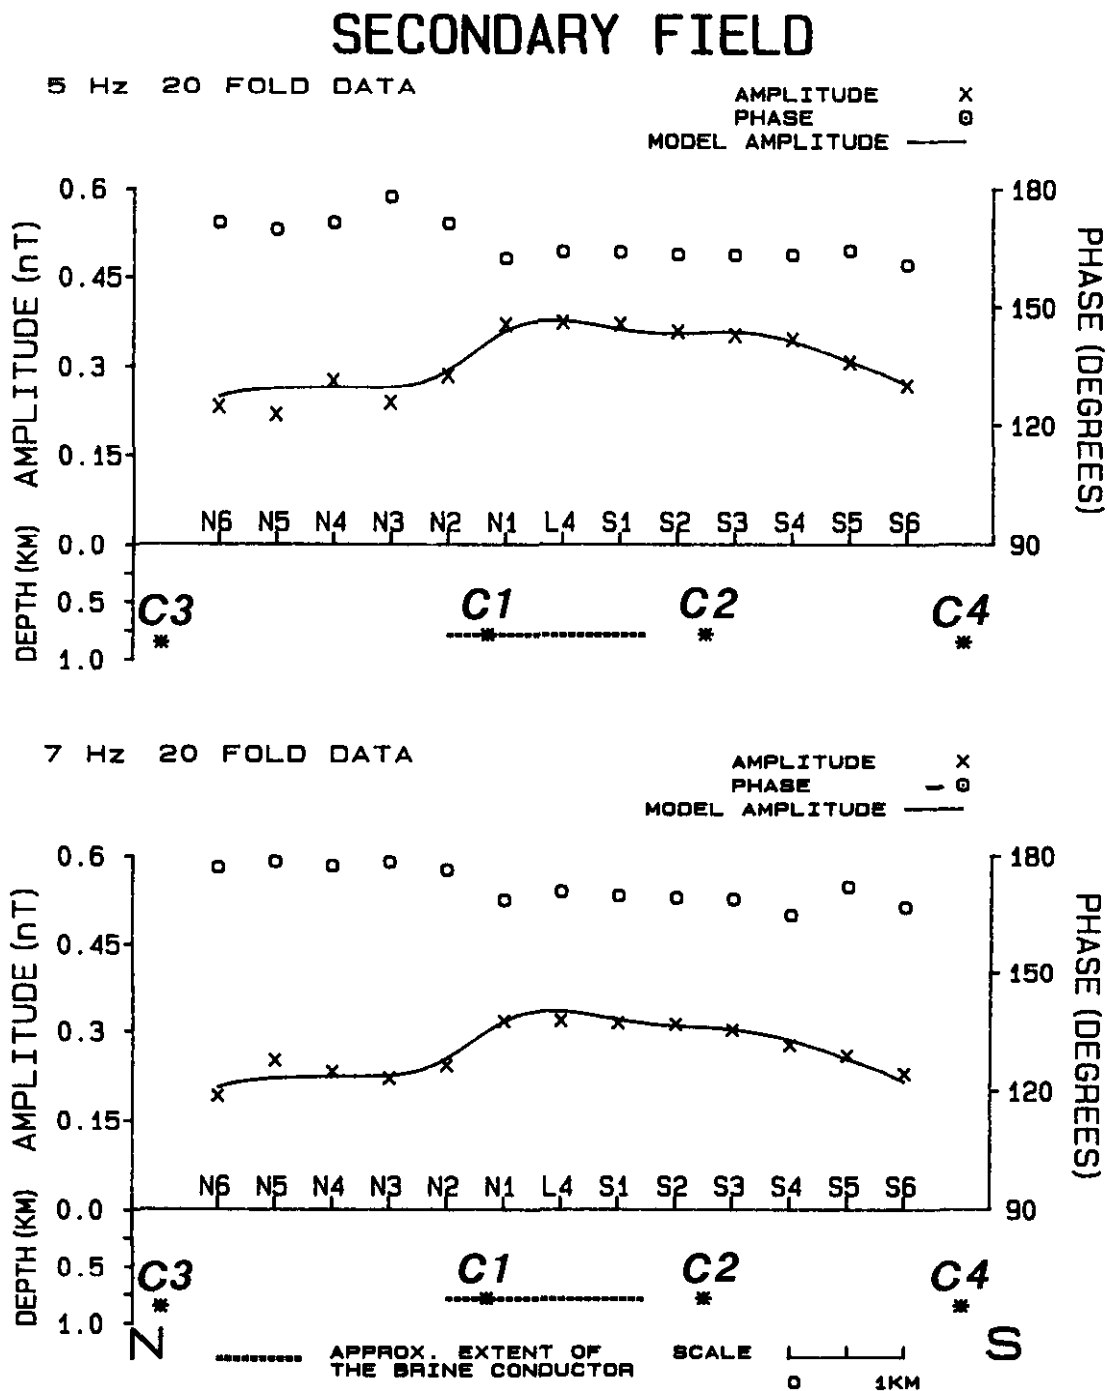 SECONDARY FIELD
5 Hz 20 FOLD DATA
AMPLITUDE X
PHASE o
MODEL AMPLITUDE
0.6
0.45
0.3
0.15
0.0
AMPLITUDE (nT)
180
150
120
90
PHASE (DEGREES)
N6 N5 N4 N3 N2 N1 L4 S1 S2 S3 S4 S5 S6
DEPTH (KM)
0.5
1.0
C3 C1 C2 C4
7 Hz 20 FOLD DATA
AMPLITUDE X
PHASE o
MODEL AMPLITUDE
0.6
0.45
0.3
0.15
0.0
AMPLITUDE (nT)
180
150
120
90
PHASE (DEGREES)
N6 N5 N4 N3 N2 N1 L4 S1 S2 S3 S4 S5 S6
DEPTH (KM)
0.5
1.0
C3 C1 C2 C4
N S
APPROX. EXTENT OF
THE BRINE CONDUCTOR
SCALE
0 1KM